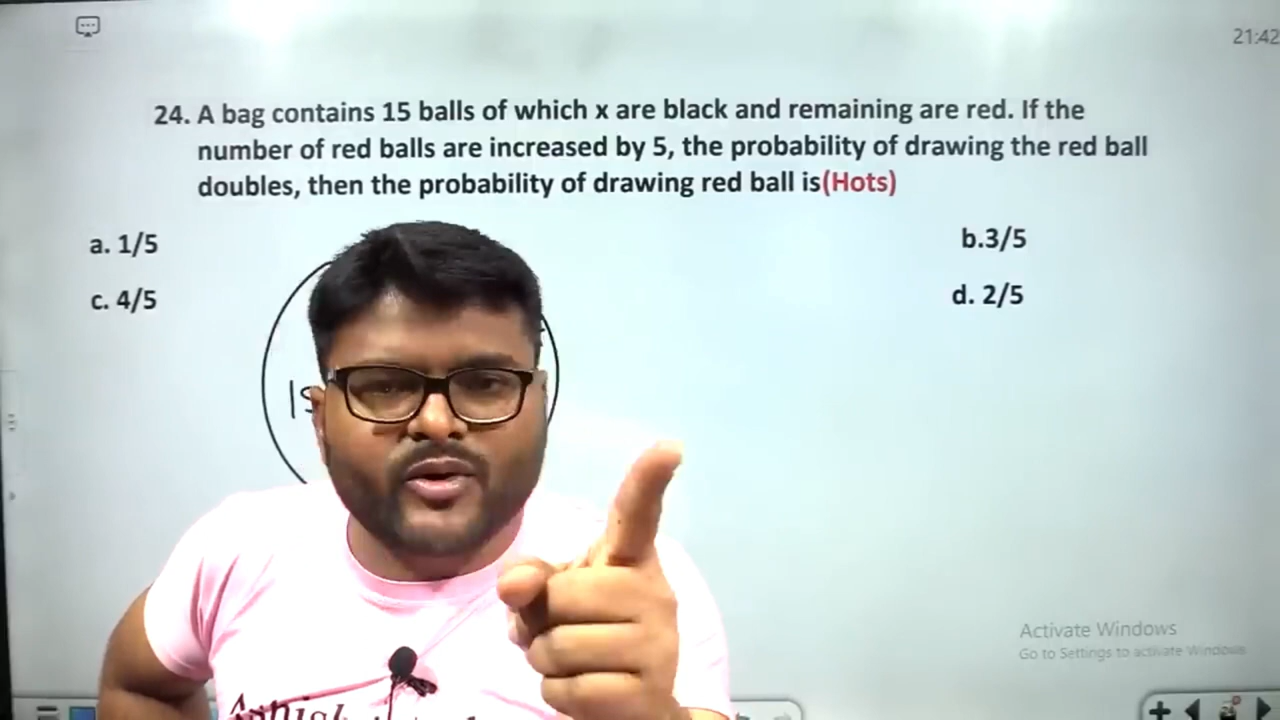 21:42
24. A bag contains 15 balls of which x are black and remaining are red. If the
number of red balls are increased by 5, the probability of drawing the red ball
doubles, then the probability of drawing red ball is(Hots)
a. 1/5
b.3/5
c. 4/5
d. 2/5
Activate Windows
Go to Settings to activate Windows